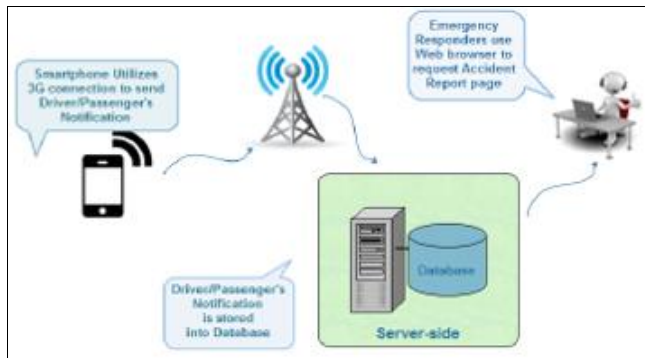 Smartphone Utilizes
3G connection to send
Driver/Passenger's
Notification
Emergency
Responders use
Web browser to
request Accident
Report page
Driver/Passenger's
Notification
is stored
into Database
Database
Server-side